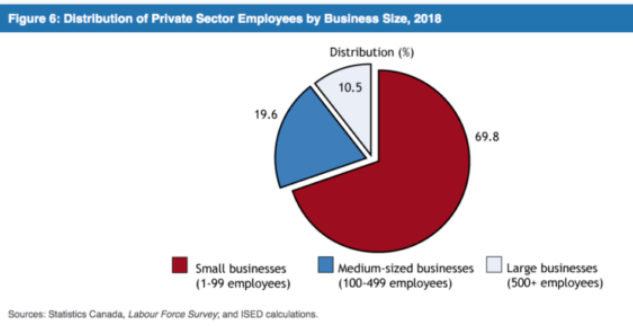 Figure 6: Distribution of Private Sector Employees by Business Size, 2018
Distribution (%)
10.5
19.6
69.8
Small businesses
(1-99 employees)
Medium-sized businesses
(100-499 employees)
Large businesses
(500+ employees)
Sources: Statistics Canada, Labour Force Survey; and ISED calculations.